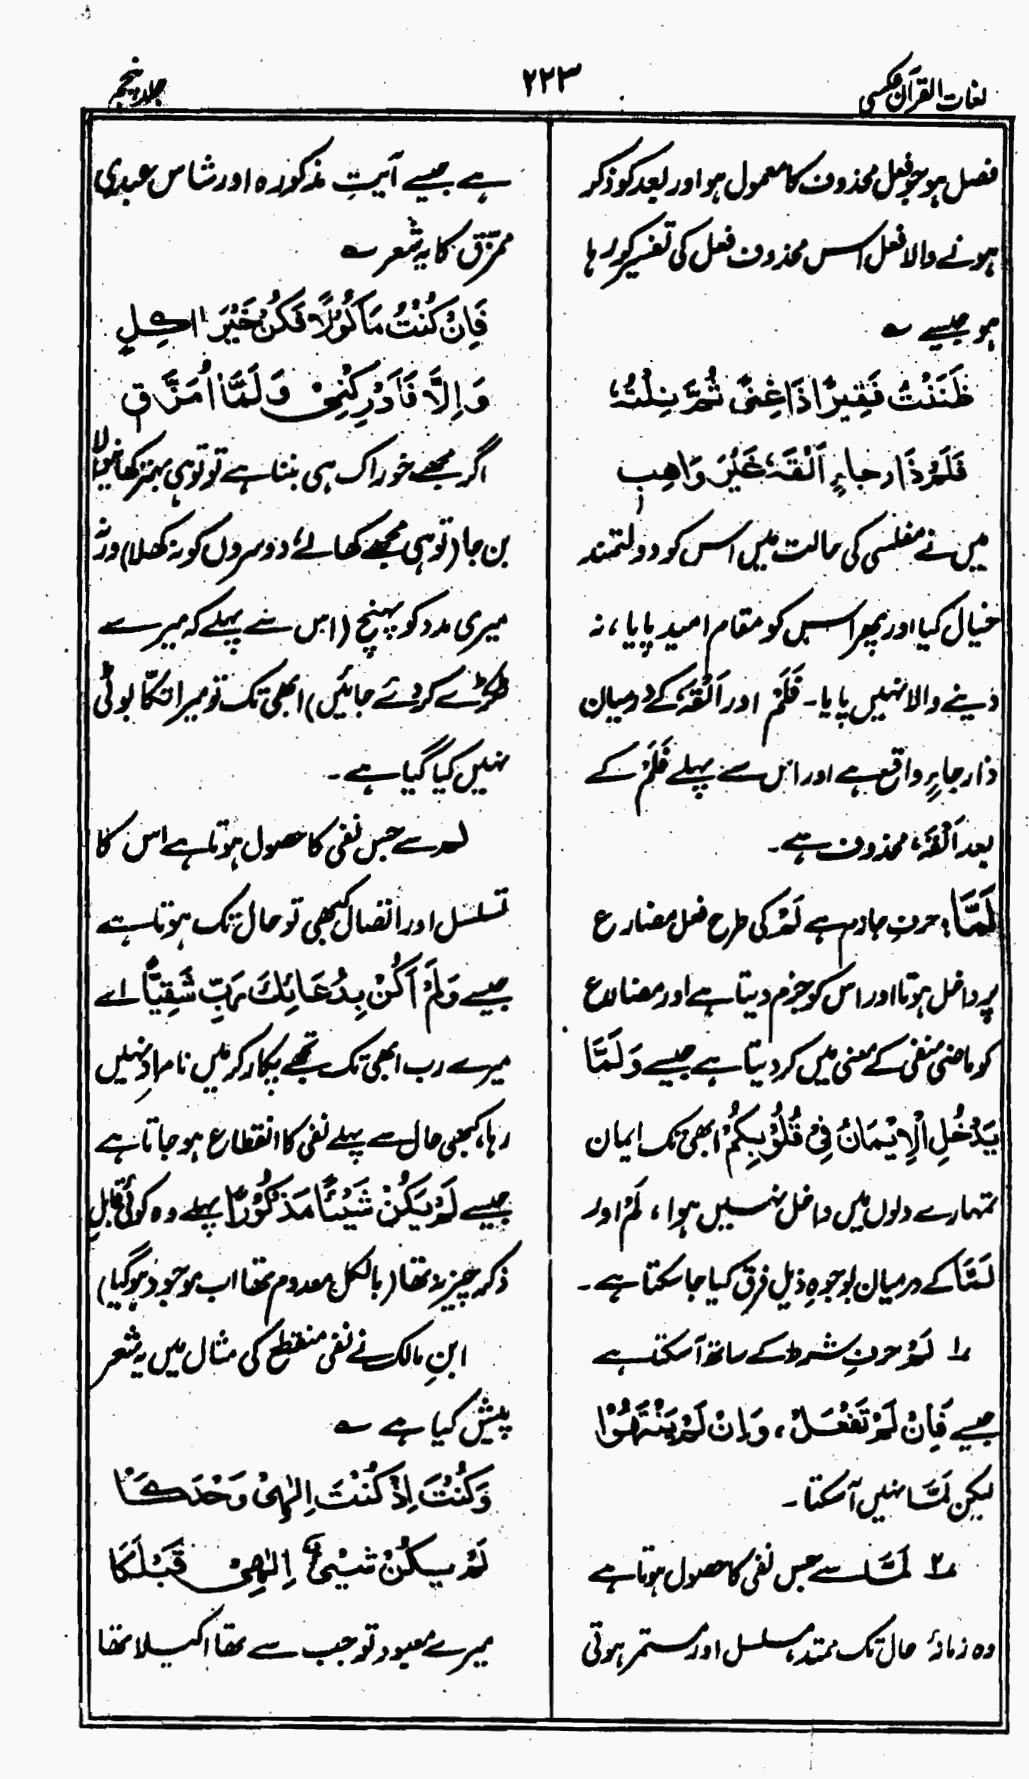 لغات القرآن عکسی
۲۲۳
جلد پنجم
فصل ہو جو فعل محذوف کا معمول ہو اور بعد کو ذکر
ہونے والا فعل اس محذوف فعل کی تفسیر کر رہا
ہو جیسے ؎
ظَنَنْتُ فَقِیْرًا ذَا غِنًی ثُمَّ نِلْتُہٗ
فَلَمْ ذَا رجاءٍ اَلْقَہٗ غَیْرَ وَاھِبٖ
میں نے مفلسی کی حالت میں اس کو دولتمند
خیال کیا اور پھر اس کو مقام امید پایا، نہ
دینے والا نہیں پایا۔ فَلَمْ اور اَلْقَہٗ کے درمیان
ذا رجاءٍ واقع ہے اور اس سے پہلے فَلَمْ کے
بعد اَلْقَہٗ، محذوف ہے۔
لَمَّا: حرفِ جازم ہے لَمْ کی طرح فعل مضارع
پر داخل ہوتا اور اس کو جزم دیتا ہے اور مضارع
کو ماضی منفی کے معنی میں کر دیتا ہے جیسے وَلَمَّا
یَدْخُلِ الْاِیْمَانُ فِیْ قُلُوْبِکُمْ ابھی تک ایمان
تمہارے دلوں میں داخل نہیں ہوا، لَمْ اور
لَمَّا کے درمیان بوجوہِ ذیل فرق کیا جا سکتا ہے۔
۱؎ لَمْ حرفِ شرط کے ساتھ آ سکتا ہے
جیسے فَاِنْ لَمْ تَفْعَلْ، وَاِنْ لَمْ یَنْتَہُوْا
لیکن لَمَّا نہیں آ سکتا۔
۲؎ لَمَّا سے جس نفی کا حصول ہوتا ہے
وہ زمانۂ حال تک ممتد، مسلسل اور مستمر ہوتی
ہے جیسے آیتِ مذکورہ اور شاس عبدی
ممزّق کا یہ شعر ؎
فَاِنْ کُنْتُ مَاکُوْلًا فَکُنْ خَیْرَ اٰکِلٍ
وَاِلَّا فَاَدْرِکْنِیْ وَلَمَّا اُمَزَّقٖ
اگر مجھے خوراک ہی بننا ہے تو تو ہی بہتر کھانیوالا
بن جا (تو ہی مجھے کھا لے، دوسروں کو نہ کھلا) ورنہ
میری مدد کو پہنچ (اس سے پہلے کہ میرے
ٹکڑے کر دئے جائیں) ابھی تک تو میرا تکّا بوٹی
نہیں کیا گیا ہے۔
لم سے جس نفی کا حصول ہوتا ہے اس کا
تسلسل اور اتصال کبھی تو حال تک ہوتا ہے
جیسے وَلَمْ اَکُنْ بِدُعَائِکَ رَبِّ شَقِیًّا اے
میرے رب ابھی تک تجھے پکار کر میں نامراد نہیں
رہا، کبھی حال سے پہلے نفی کا انقطاع ہو جاتا ہے
جیسے لَمْ یَکُنْ شَیْئًا مَذْکُوْرًا پہلے وہ کوئی قابلِ
ذکر چیز نہ تھا (بالکل معدوم تھا اب موجود ہو گیا)
ابنِ مالک نے نفی منقطع کی مثال میں یہ شعر
پیش کیا ہے ؎
وَکُنْتَ اِذْ کُنْتَ اِلٰہِیْ وَحْدَکَا
لَمْ یَکُنْ شَیْئٌ اِلٰہِیْ قَبْلَکَا
میرے معبود تو جب سے تھا اکیلا تھا